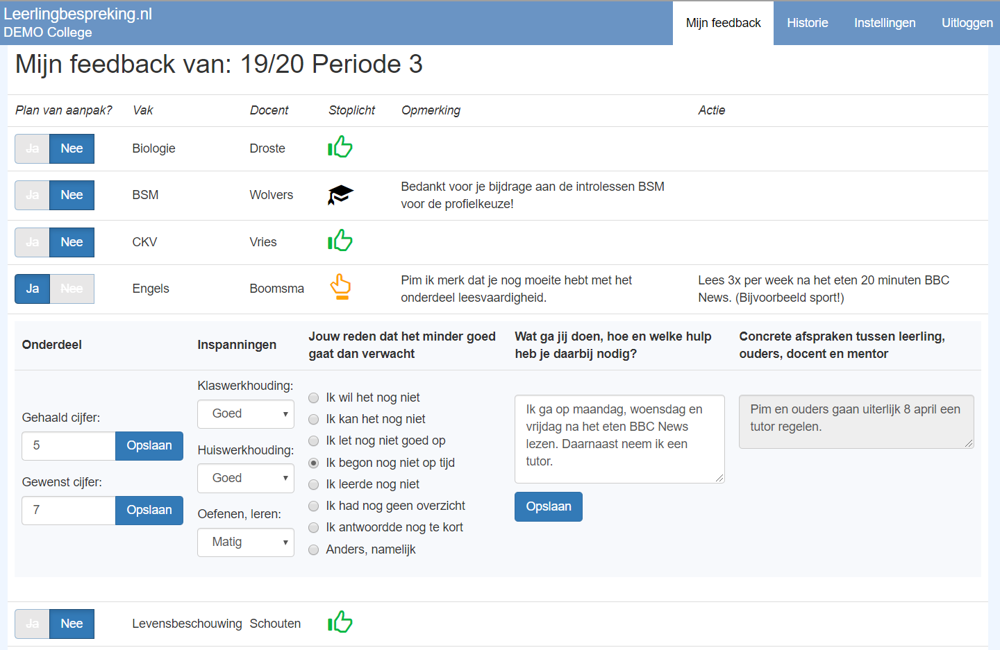 Leerlingbespreking.nl
DEMO College
Mijn feedback Historie Instellingen Uitloggen
Mijn feedback van: 19/20 Periode 3
Plan van aanpak? Vak Docent Stoplicht Opmerking Actie
Ja Nee Biologie Droste
Ja Nee BSM Wolvers
Bedankt voor je bijdrage aan de introlessen BSM
voor de profielkeuze!
Ja Nee CKV Vries
Ja Nee Engels Boomsma
Pim ik merk dat je nog moeite hebt met het
onderdeel leesvaardigheid.
Lees 3x per week na het eten 20 minuten BBC
News. (Bijvoorbeeld sport!)
Onderdeel
Inspanningen
Jouw reden dat het minder goed
gaat dan verwacht
Wat ga jij doen, hoe en welke hulp
heb je daarbij nodig?
Concrete afspraken tussen leerling,
ouders, docent en mentor
Gehaald cijfer:
5 Opslaan
Gewenst cijfer:
7 Opslaan
Klaswerkhouding:
Goed
Huiswerkhouding:
Goed
Oefenen, leren:
Matig
Ik wil het nog niet
Ik kan het nog niet
Ik let nog niet goed op
Ik begon nog niet op tijd
Ik leerde nog niet
Ik had nog geen overzicht
Ik antwoordde nog te kort
Anders, namelijk
Ik ga op maandag, woensdag en
vrijdag na het eten BBC News
lezen. Daarnaast neem ik een
tutor.
Opslaan
Pim en ouders gaan uiterlijk 8 april een
tutor regelen.
Ja Nee Levensbeschouwing Schouten